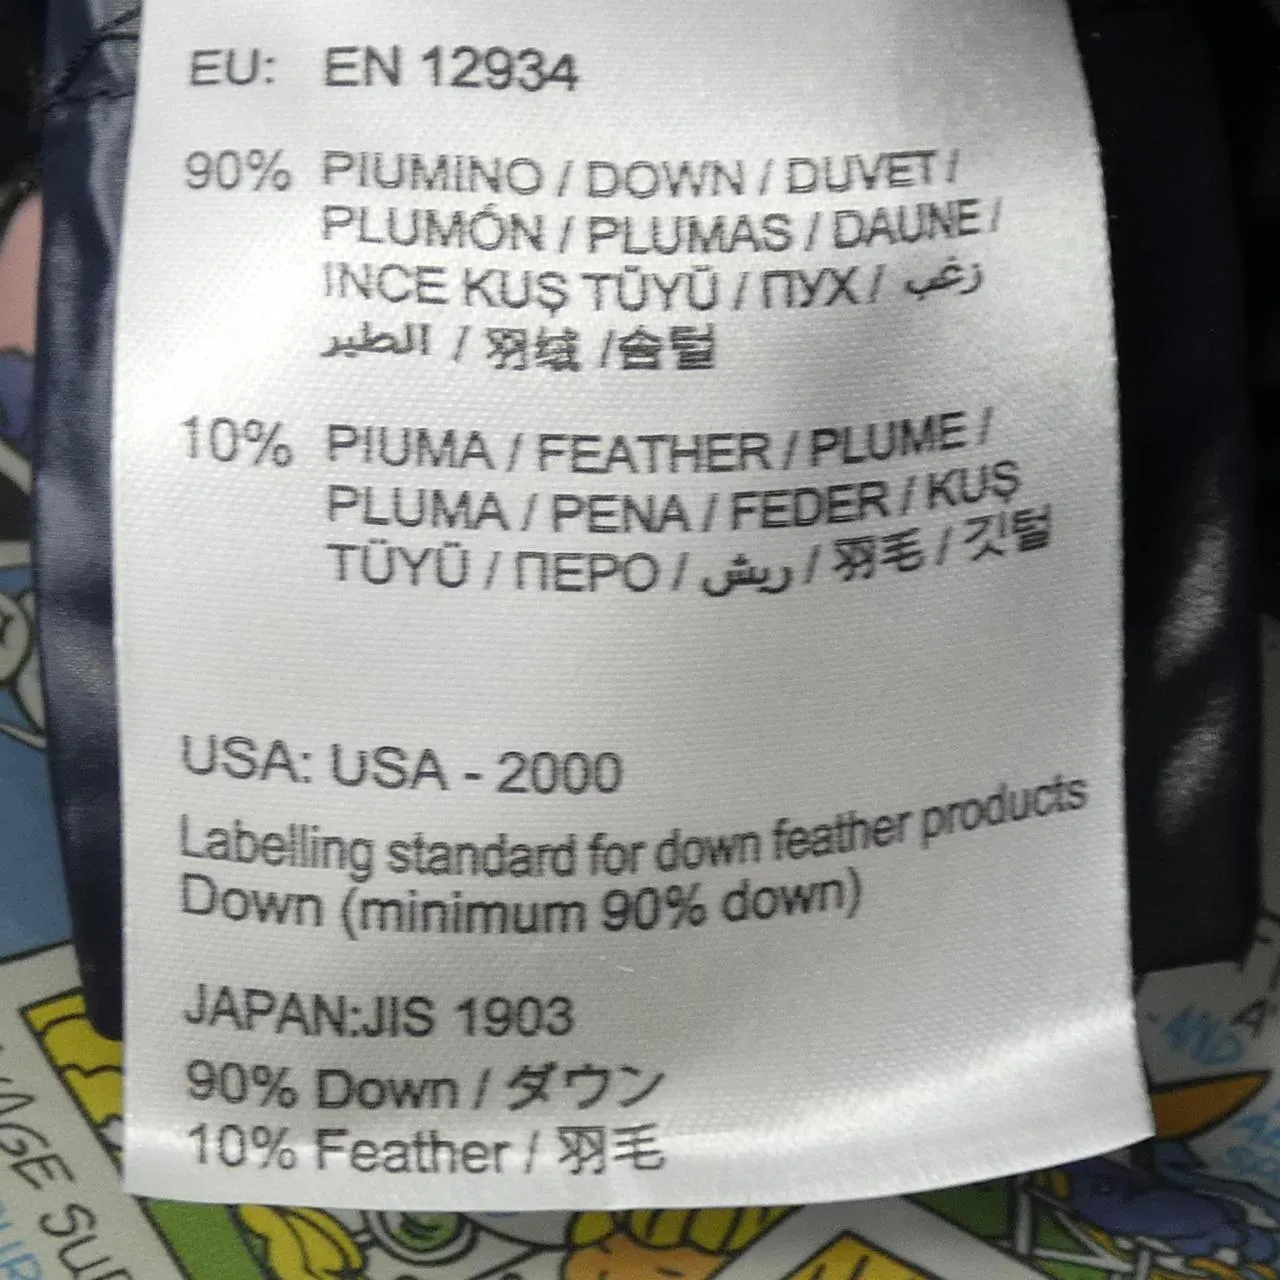 EU: EN 12934
90% PIUMINO / DOWN / DUVET /
PLUMÓN / PLUMAS / DAUNE /
INCE KUŞ TÜYÜ / ПУХ / زغب
الطير / 羽绒 /솜털
10% PIUMA / FEATHER / PLUME /
PLUMA / PENA / FEDER / KUŞ
TÜYÜ / ПЕРО / ريش / 羽毛 / 깃털
USA: USA - 2000
Labelling standard for down feather products
Down (minimum 90% down)
JAPAN:JIS 1903
90% Down / ダウン
10% Feather / 羽毛
AND